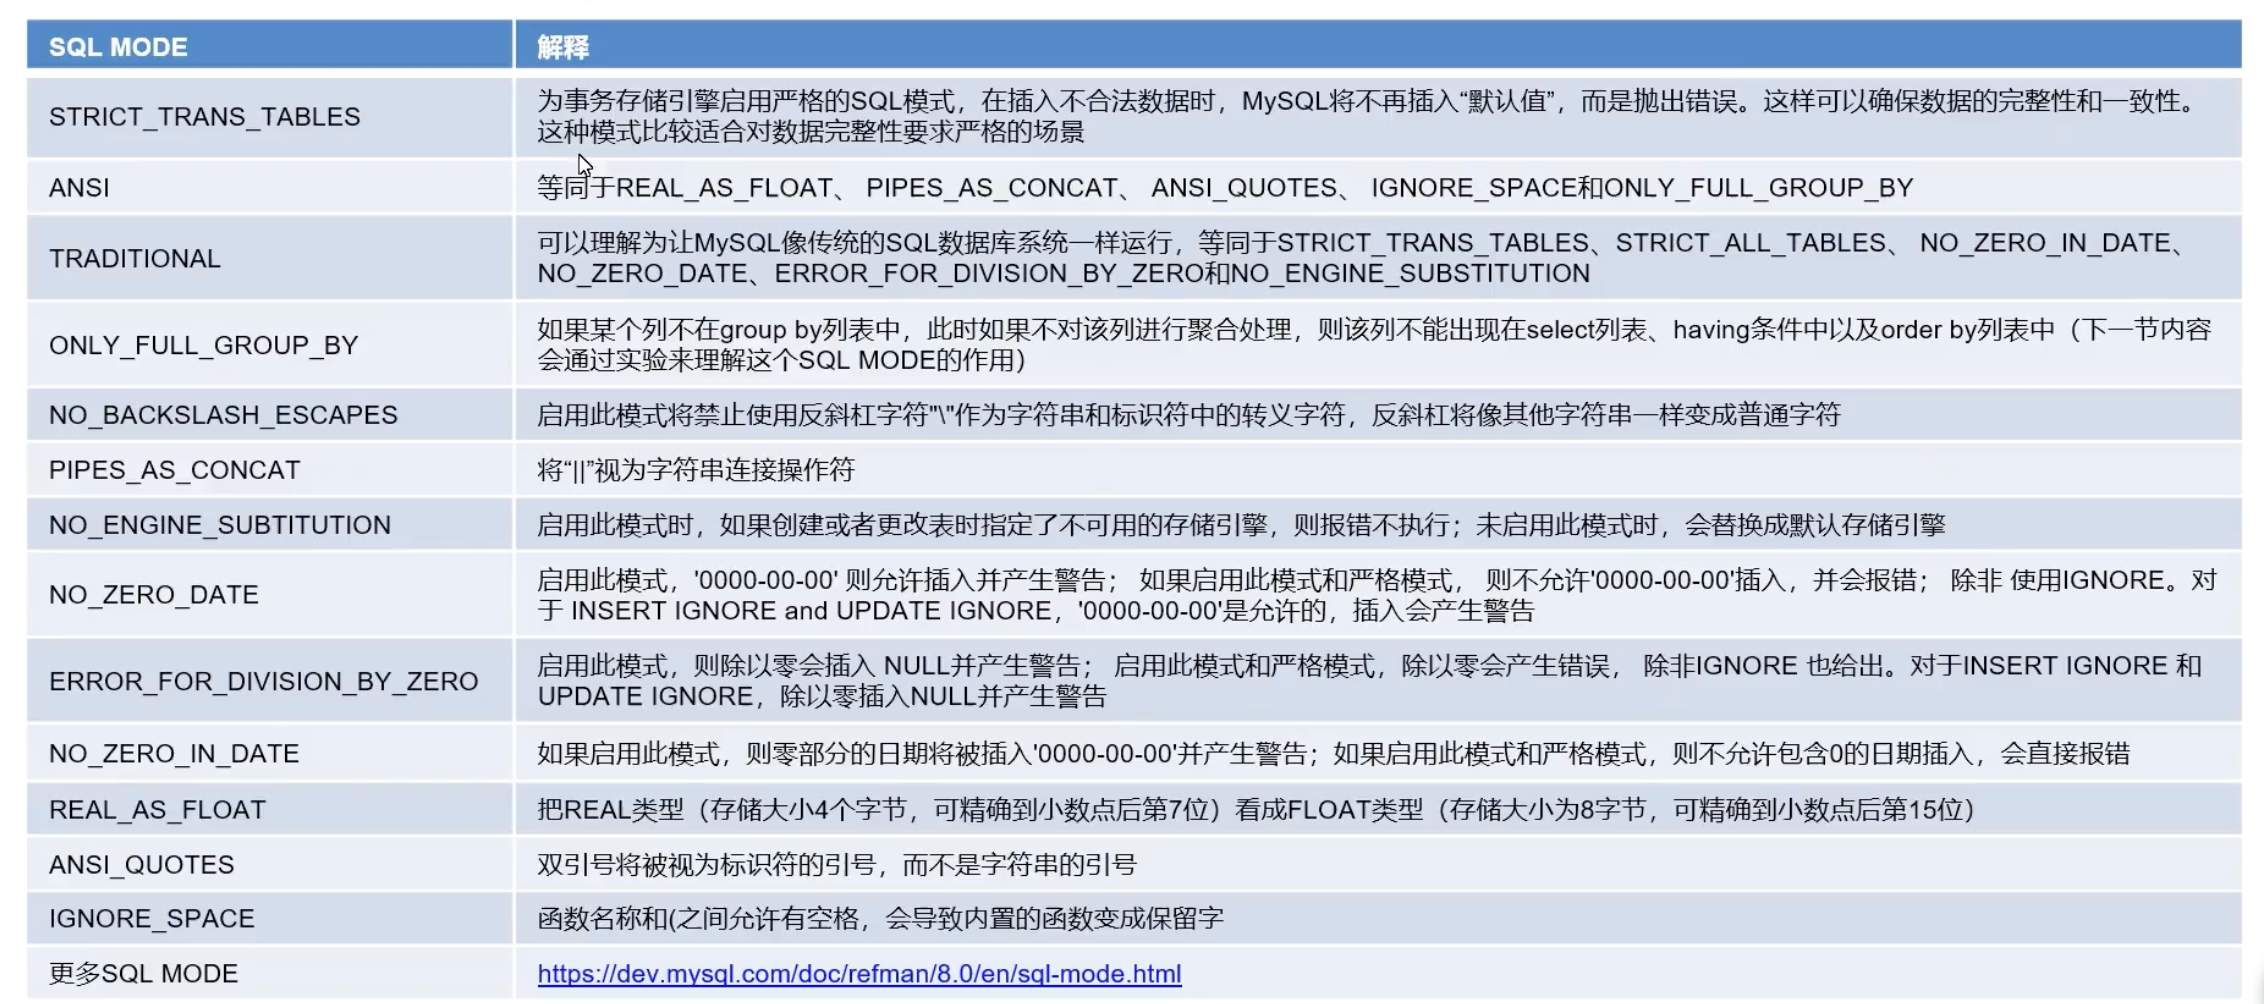 SQL MODE
解释
STRICT_TRANS_TABLES
为事务存储引擎启用严格的SQL模式，在插入不合法数据时，MySQL将不再插入“默认值”，而是抛出错误。这样可以确保数据的完整性和一致性。
这种模式比较适合对数据完整性要求严格的场景
ANSI
等同于REAL_AS_FLOAT、 PIPES_AS_CONCAT、 ANSI_QUOTES、 IGNORE_SPACE和ONLY_FULL_GROUP_BY
TRADITIONAL
可以理解为让MySQL像传统的SQL数据库系统一样运行，等同于STRICT_TRANS_TABLES、STRICT_ALL_TABLES、 NO_ZERO_IN_DATE、
NO_ZERO_DATE、ERROR_FOR_DIVISION_BY_ZERO和NO_ENGINE_SUBSTITUTION
ONLY_FULL_GROUP_BY
如果某个列不在group by列表中，此时如果不对该列进行聚合处理，则该列不能出现在select列表、having条件中以及order by列表中（下一节内容
会通过实验来理解这个SQL MODE的作用）
NO_BACKSLASH_ESCAPES
启用此模式将禁止使用反斜杠字符"\"作为字符串和标识符中的转义字符，反斜杠将像其他字符串一样变成普通字符
PIPES_AS_CONCAT
将“||”视为字符串连接操作符
NO_ENGINE_SUBTITUTION
启用此模式时，如果创建或者更改表时指定了不可用的存储引擎，则报错不执行；未启用此模式时，会替换成默认存储引擎
NO_ZERO_DATE
启用此模式，'0000-00-00' 则允许插入并产生警告； 如果启用此模式和严格模式， 则不允许'0000-00-00'插入，并会报错； 除非 使用IGNORE。对
于 INSERT IGNORE and UPDATE IGNORE，'0000-00-00'是允许的，插入会产生警告
ERROR_FOR_DIVISION_BY_ZERO
启用此模式，则除以零会插入 NULL并产生警告； 启用此模式和严格模式，除以零会产生错误， 除非IGNORE 也给出。对于INSERT IGNORE 和
UPDATE IGNORE，除以零插入NULL并产生警告
NO_ZERO_IN_DATE
如果启用此模式，则零部分的日期将被插入'0000-00-00'并产生警告；如果启用此模式和严格模式，则不允许包含0的日期插入，会直接报错
REAL_AS_FLOAT
把REAL类型（存储大小4个字节，可精确到小数点后第7位）看成FLOAT类型（存储大小为8字节，可精确到小数点后第15位）
ANSI_QUOTES
双引号将被视为标识符的引号，而不是字符串的引号
IGNORE_SPACE
函数名称和(之间允许有空格，会导致内置的函数变成保留字
更多SQL MODE
https://dev.mysql.com/doc/refman/8.0/en/sql-mode.html